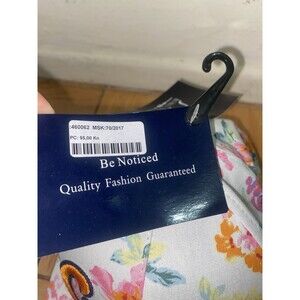 :460062 MSK:70/2017
PC: 95,00 Kn
Be Noticed
Quality Fashion Guaranteed